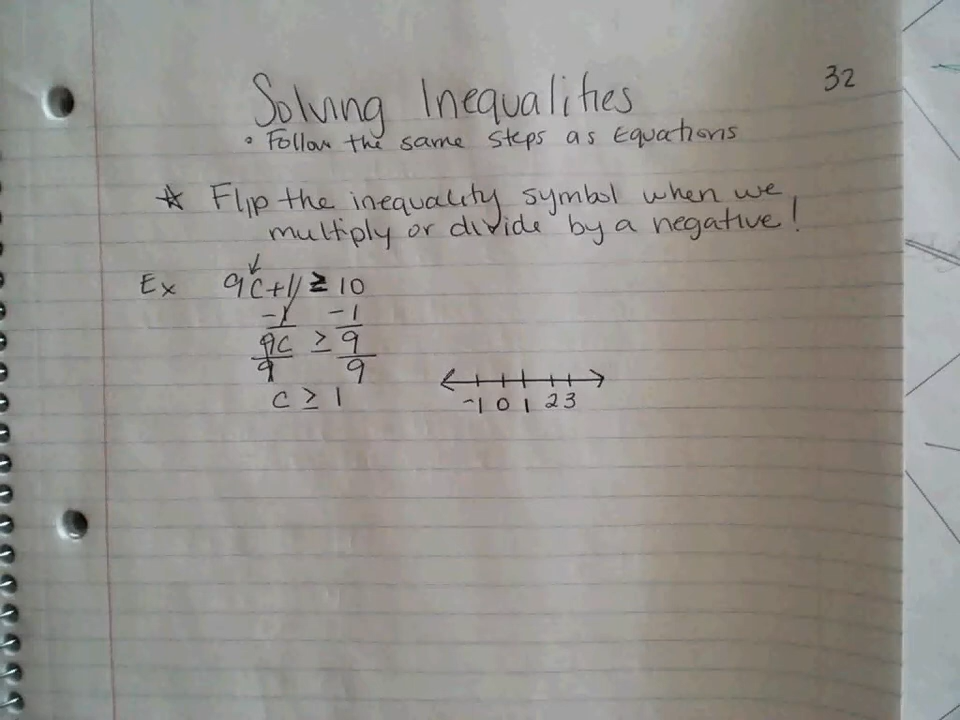 32
Solving Inequalities
• Follow the same steps as Equations
☆ Flip the inequality symbol when we
multiply or divide by a negative!
Ex 9c+1 ≥ 10
-1 -1
9c ≥ 9
9 9
c ≥ 1
-1 0 1 2 3